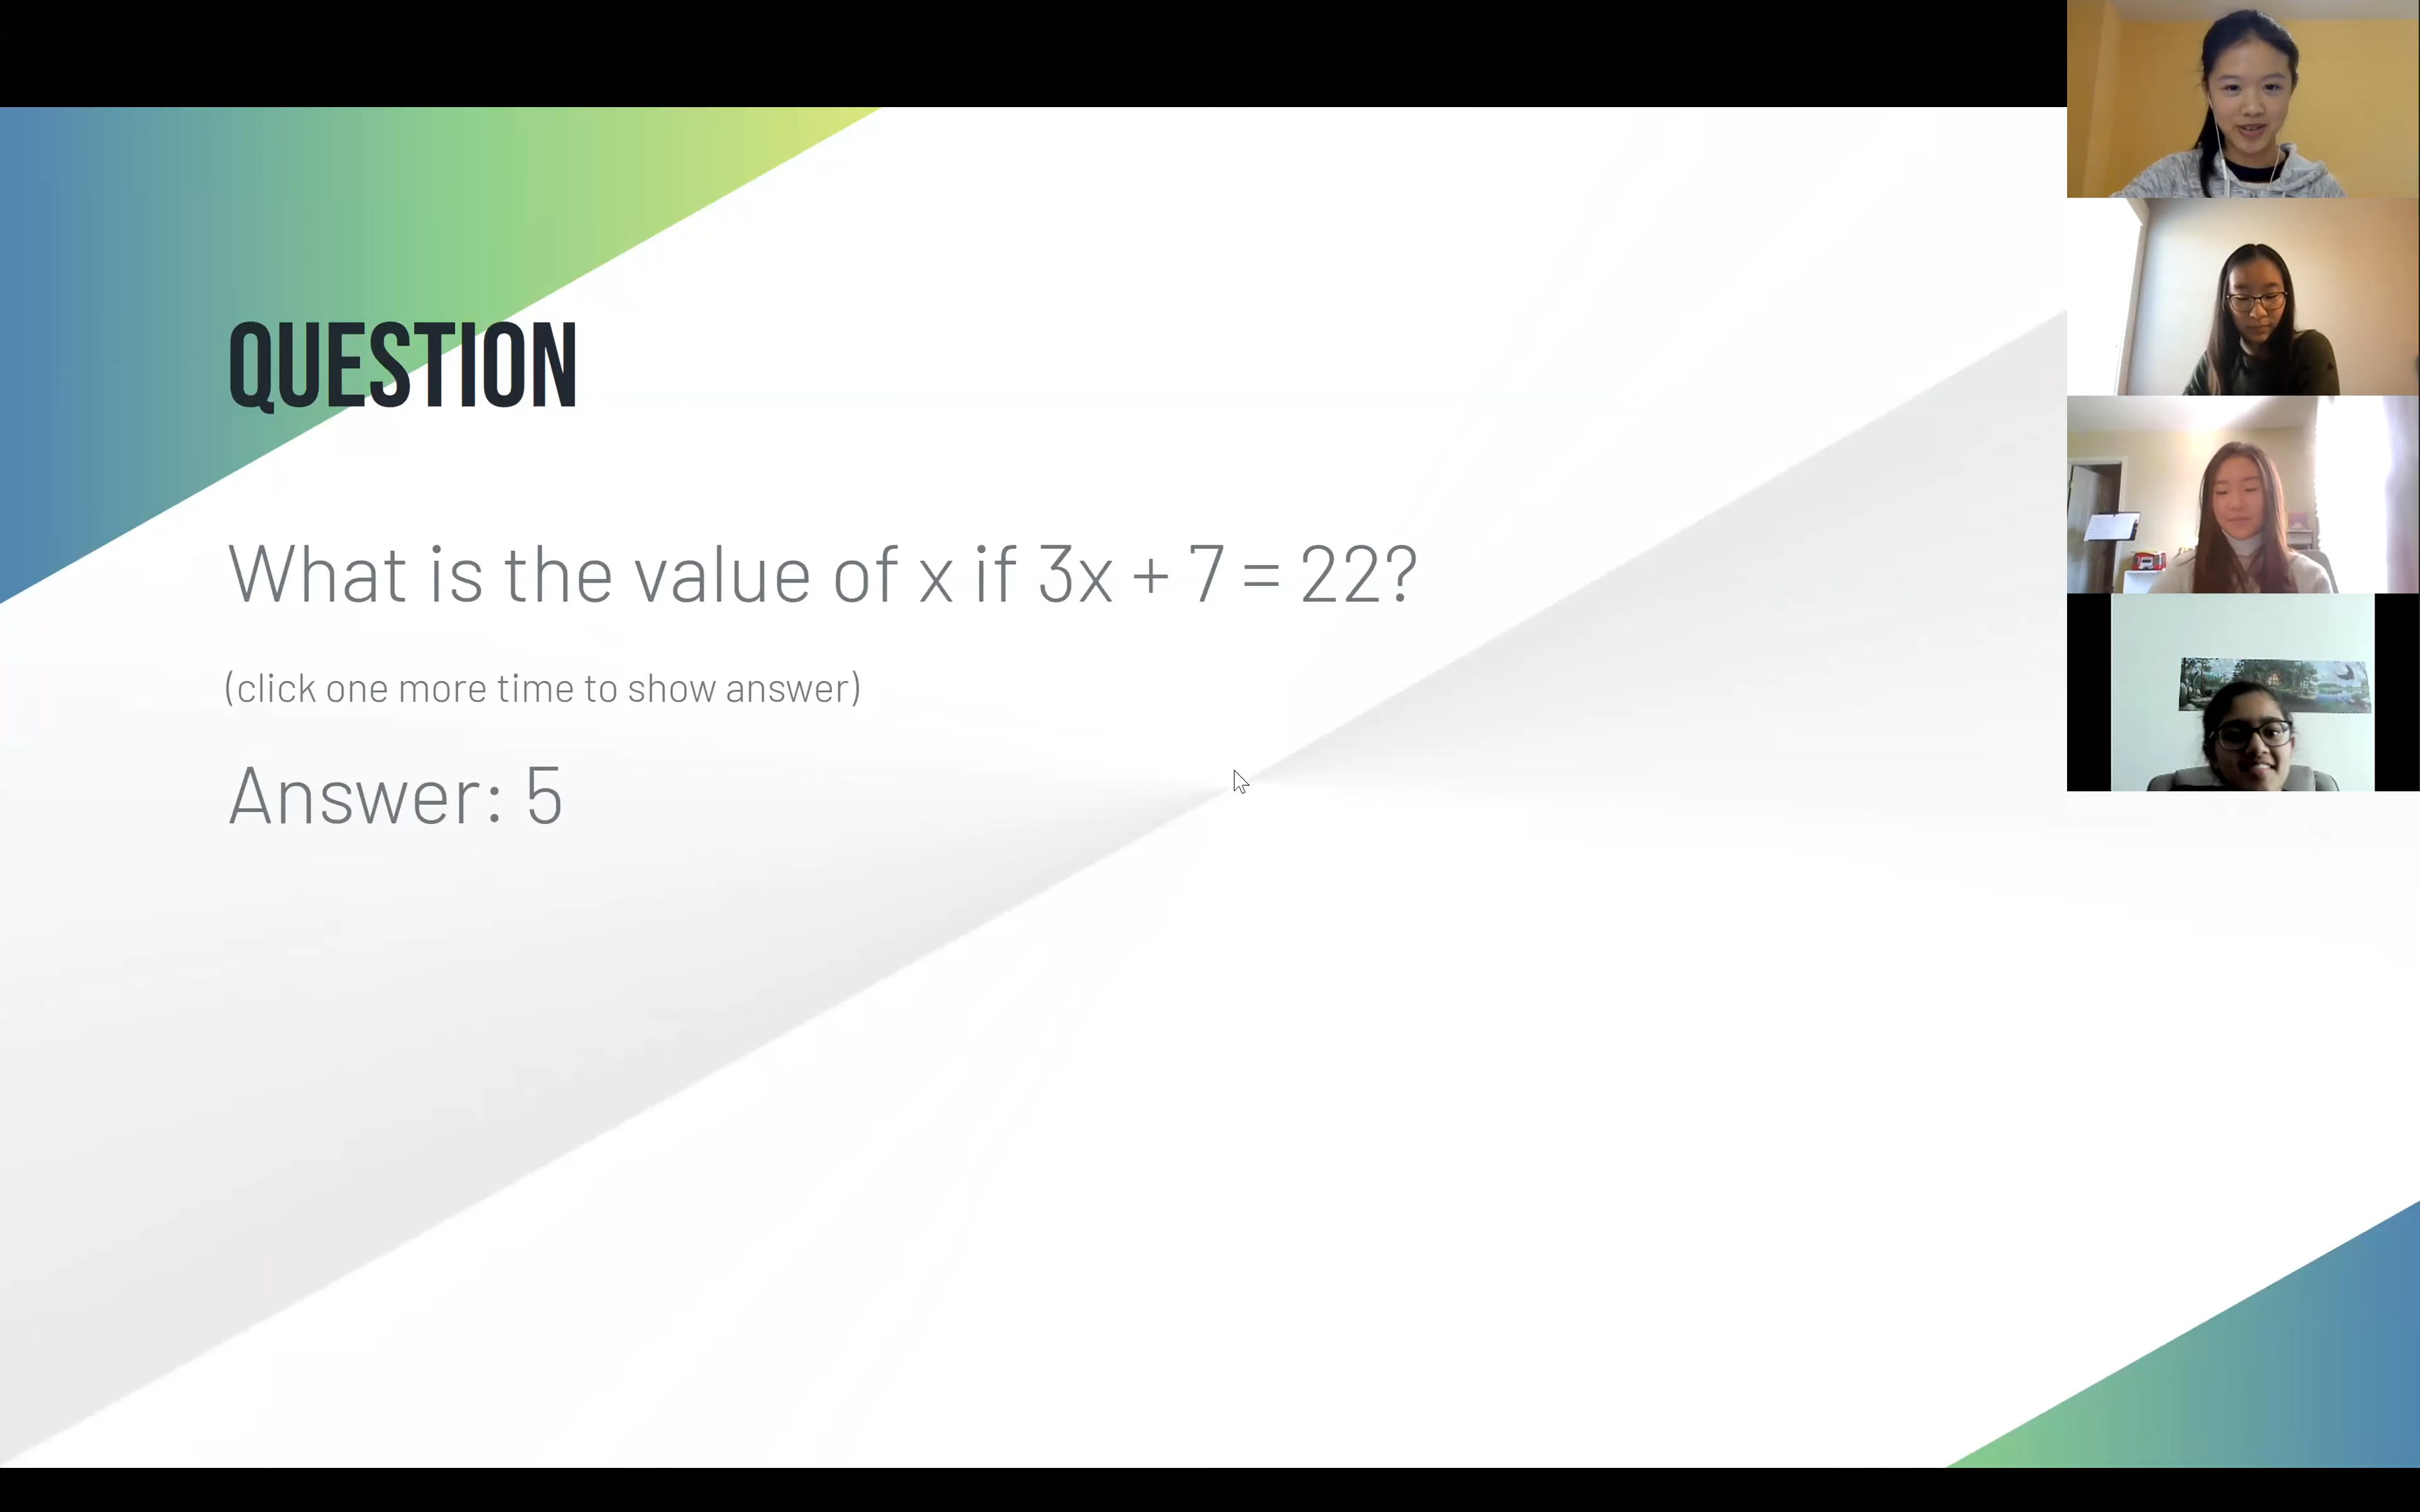 QUESTION
What is the value of x if 3x + 7 = 22?
(click one more time to show answer)
Answer: 5